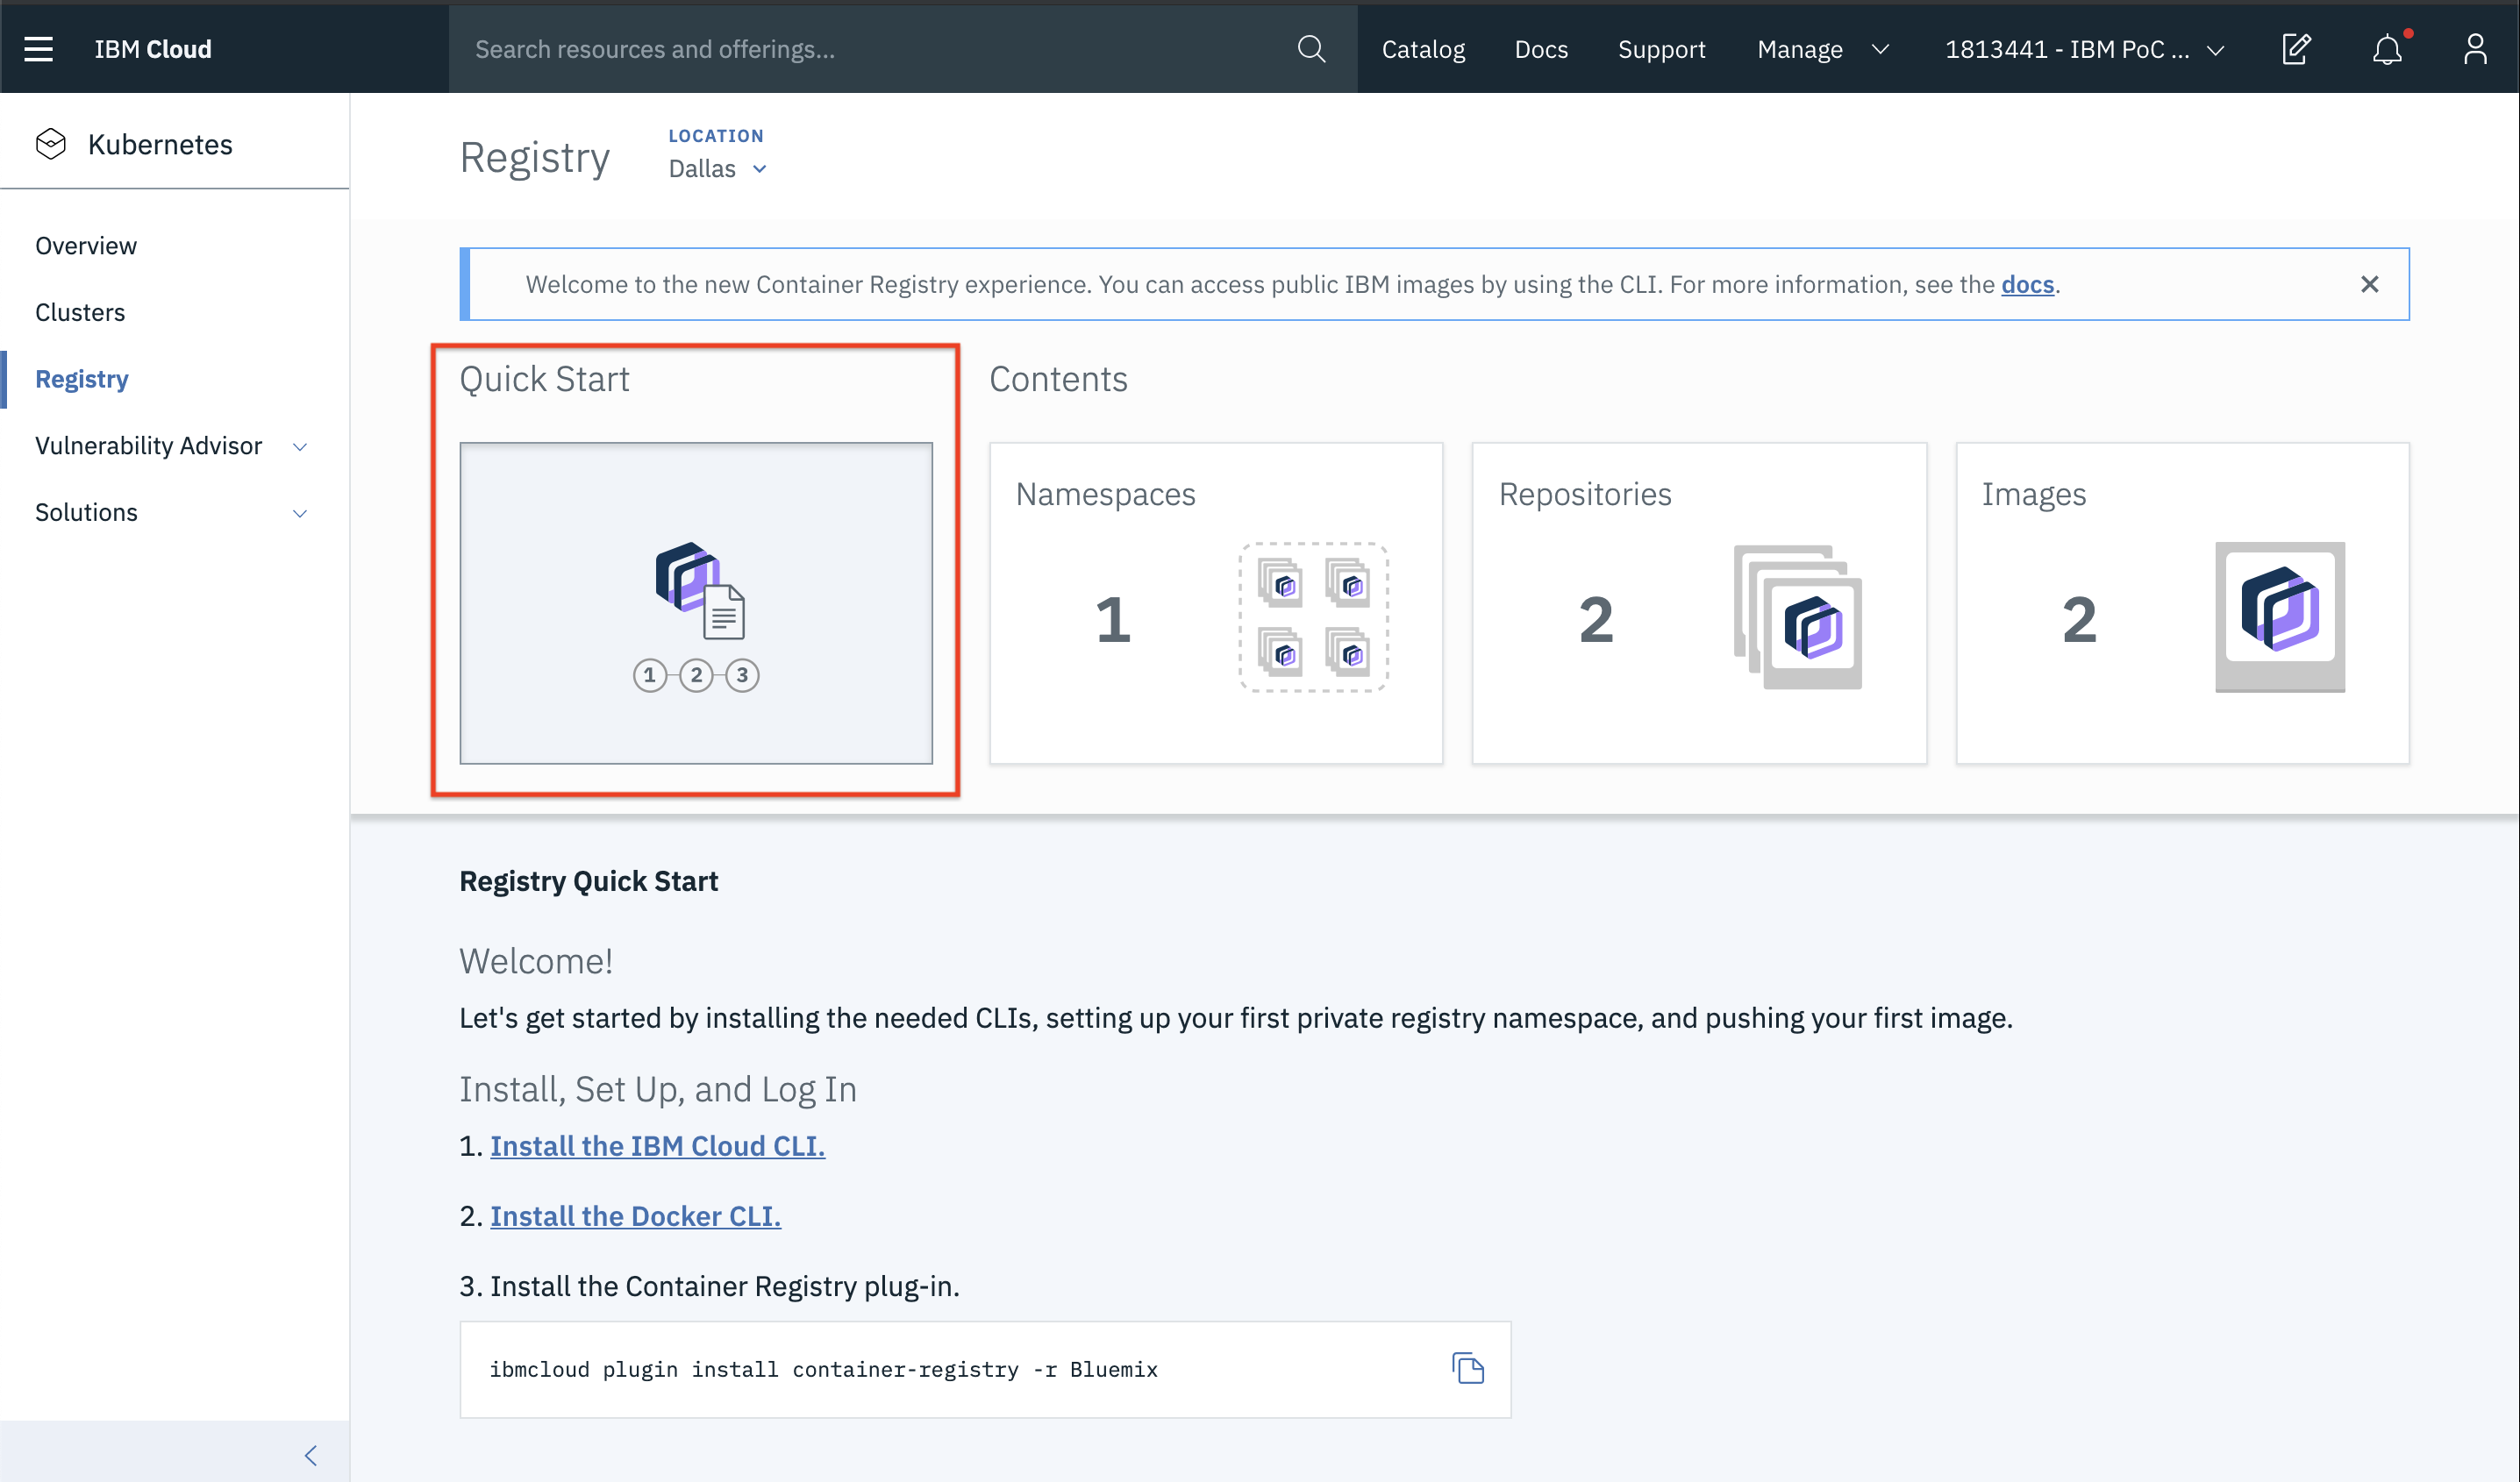 IBM Cloud
Search resources and offerings...
Catalog
Docs
Support
Manage
1813441 - IBM PoC ...
Kubernetes
Overview
Clusters
Registry
Vulnerability Advisor
Solutions
Registry
LOCATION
Dallas
Welcome to the new Container Registry experience. You can access public IBM images by using the CLI. For more information, see the docs.
Quick Start
1 2 3
Contents
Namespaces
1
Repositories
2
Images
2
Registry Quick Start
Welcome!
Let's get started by installing the needed CLIs, setting up your first private registry namespace, and pushing your first image.
Install, Set Up, and Log In
1. Install the IBM Cloud CLI.
2. Install the Docker CLI.
3. Install the Container Registry plug-in.
ibmcloud plugin install container-registry -r Bluemix